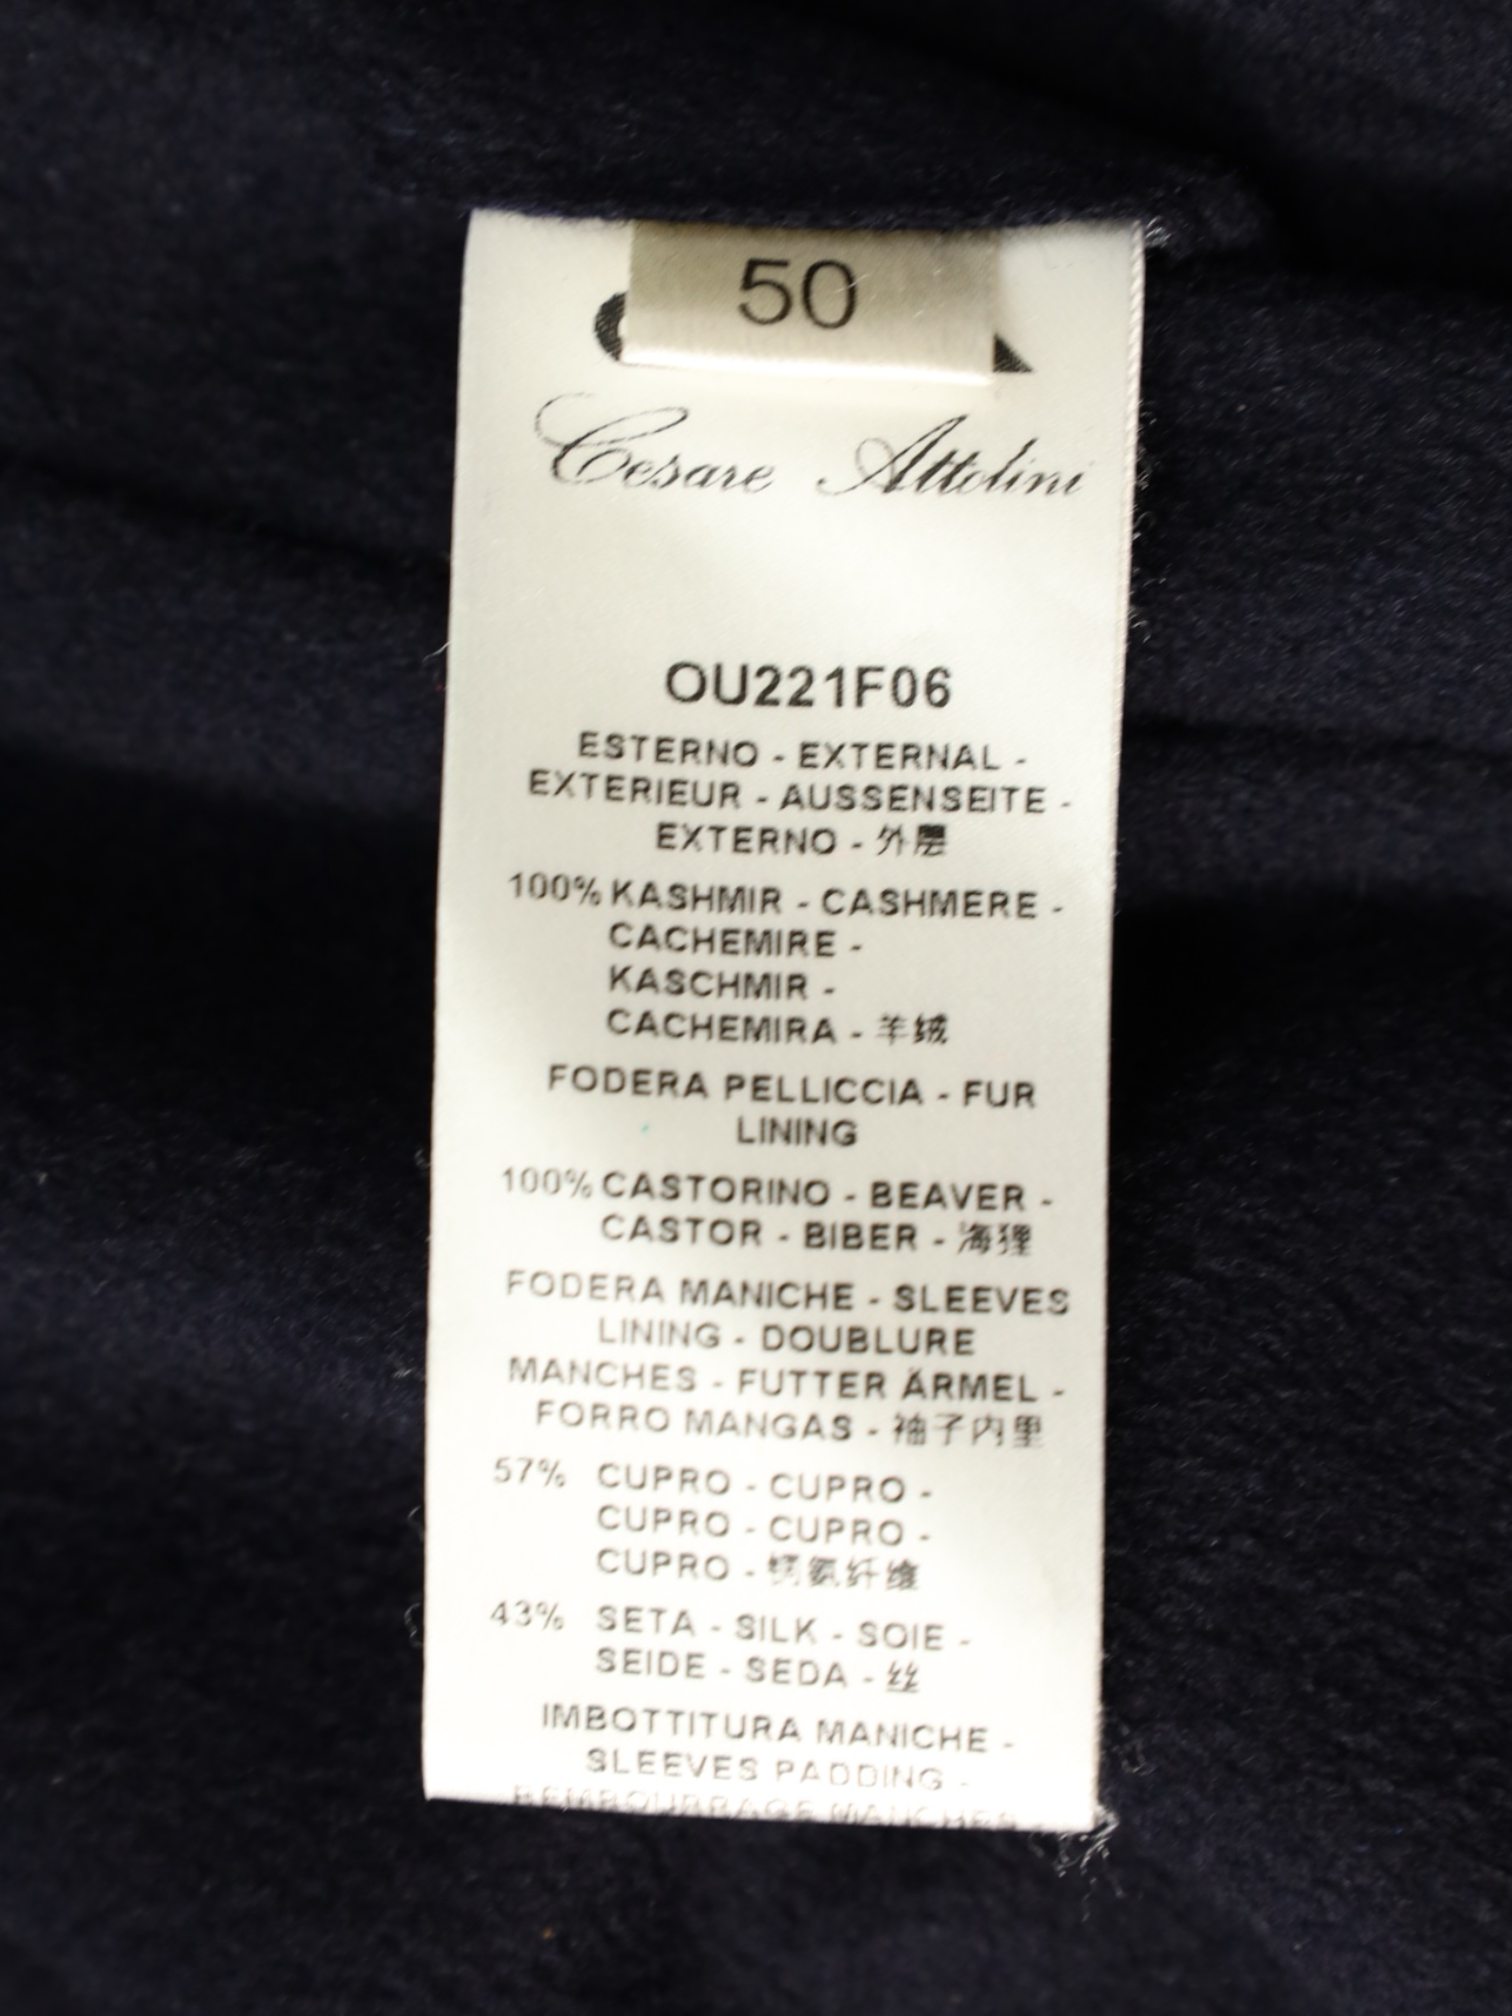 50
Cesare Attolini
OU221F06
ESTERNO - EXTERNAL -
EXTERIEUR - AUSSENSEITE -
EXTERNO - 外层
100% KASHMIR - CASHMERE -
CACHEMIRE -
KASCHMIR -
CACHEMIRA - 羊绒
FODERA PELLICCIA - FUR
LINING
100% CASTORINO - BEAVER -
CASTOR - BIBER - 海狸
FODERA MANICHE - SLEEVES
LINING - DOUBLURE
MANCHES - FUTTER ÄRMEL -
FORRO MANGAS - 袖子内里
57% CUPRO - CUPRO -
CUPRO - CUPRO -
CUPRO - 铜氨纤维
43% SETA - SILK - SOIE -
SEIDE - SEDA - 丝
IMBOTTITURA MANICHE -
SLEEVES PADDING -
REMBOURRAGE MANCHES